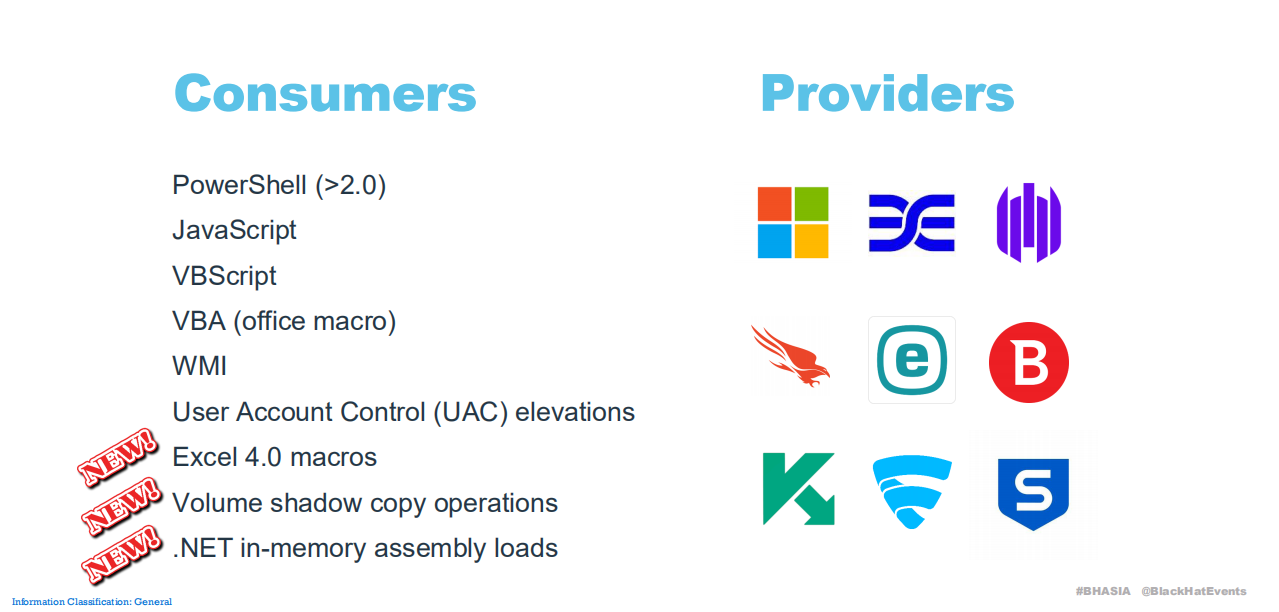 Consumers
Providers
PowerShell (>2.0)
JavaScript
VBScript
VBA (office macro)
WMI
User Account Control (UAC) elevations
NEW!
Excel 4.0 macros
NEW!
Volume shadow copy operations
NEW!
.NET in-memory assembly loads
e
B
S
#BHASIA @BlackHatEvents
Information Classification: General